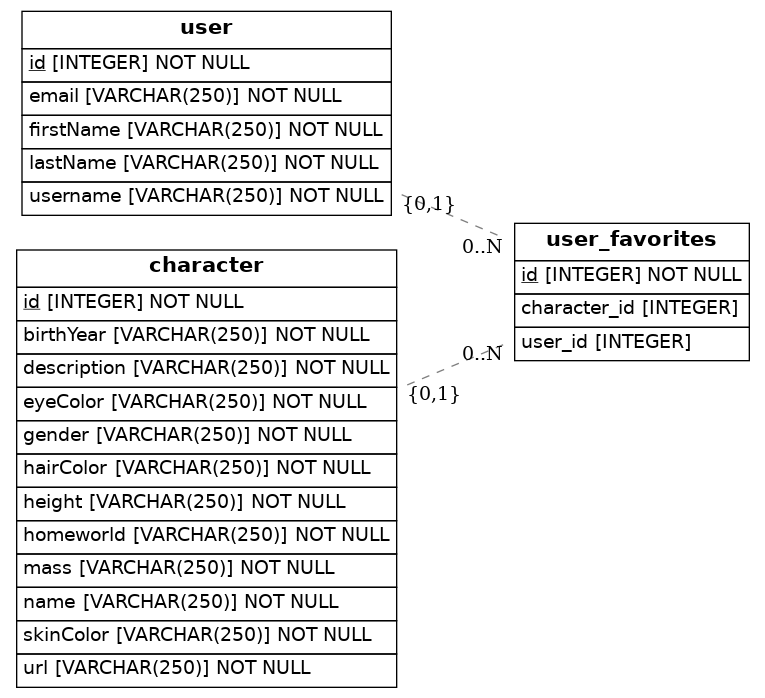 user
id [INTEGER] NOT NULL
email [VARCHAR(250)] NOT NULL
firstName [VARCHAR(250)] NOT NULL
lastName [VARCHAR(250)] NOT NULL
username [VARCHAR(250)] NOT NULL
{0,1}
0..N
user_favorites
id [INTEGER] NOT NULL
character_id [INTEGER]
user_id [INTEGER]
0..N
{0,1}
character
id [INTEGER] NOT NULL
birthYear [VARCHAR(250)] NOT NULL
description [VARCHAR(250)] NOT NULL
eyeColor [VARCHAR(250)] NOT NULL
gender [VARCHAR(250)] NOT NULL
hairColor [VARCHAR(250)] NOT NULL
height [VARCHAR(250)] NOT NULL
homeworld [VARCHAR(250)] NOT NULL
mass [VARCHAR(250)] NOT NULL
name [VARCHAR(250)] NOT NULL
skinColor [VARCHAR(250)] NOT NULL
url [VARCHAR(250)] NOT NULL